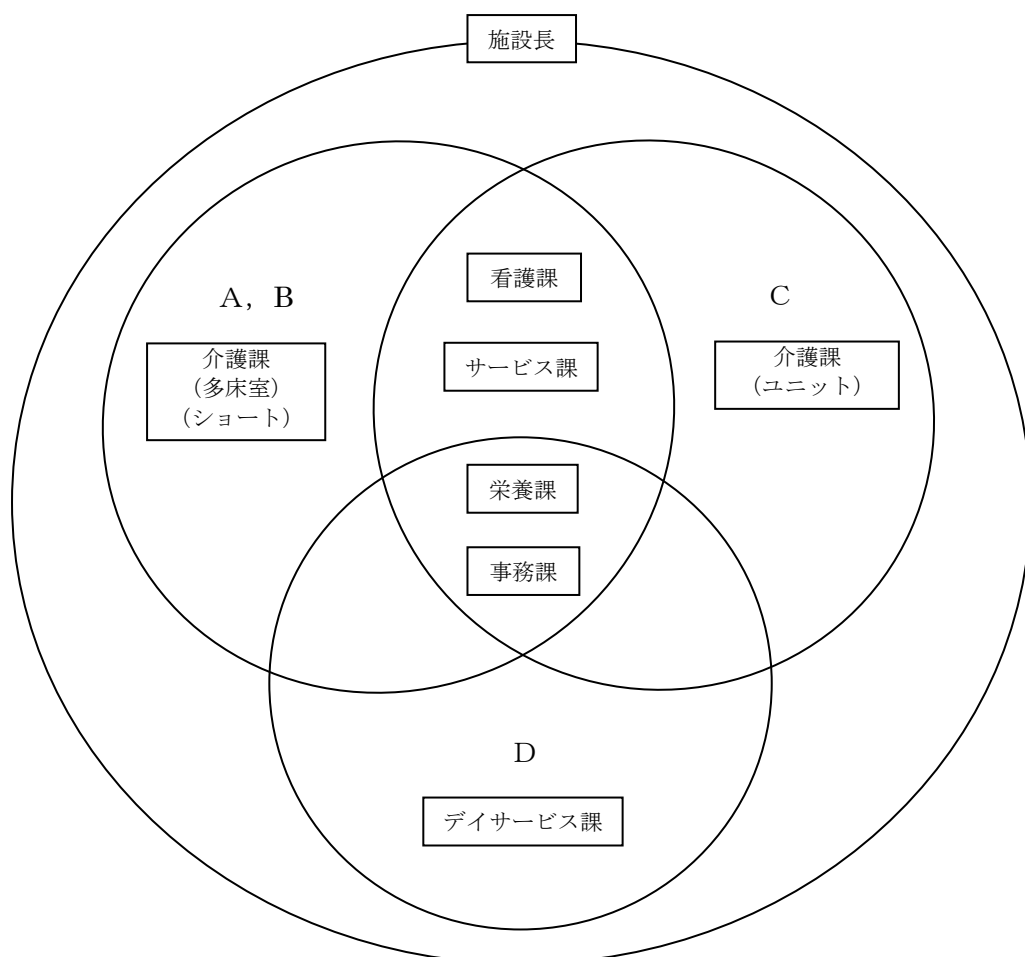 施設長
看護課
A，B
C
サービス課
介護課
（多床室）
（ショート）
介護課
（ユニット）
栄養課
事務課
D
デイサービス課